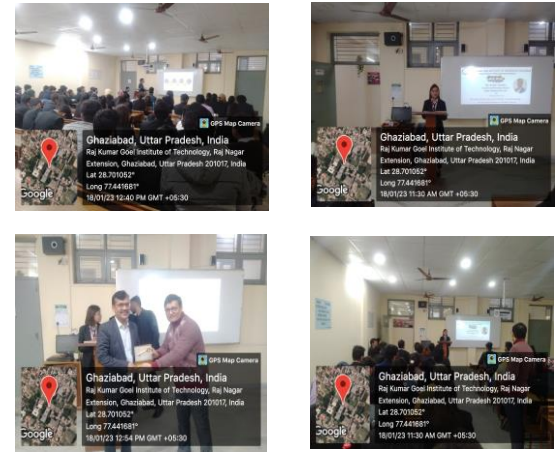 GPS Map Camera
Ghaziabad, Uttar Pradesh, India
Raj Kumar Goel Institute of Technology, Raj Nagar
Extension, Ghaziabad, Uttar Pradesh 201017, India
Lat 28.701052°
Long 77.441681°
18/01/23 12:40 PM GMT +05:30
Google
GPS Map Camera
Ghaziabad, Uttar Pradesh, India
Raj Kumar Goel Institute of Technology, Raj Nagar
Extension, Ghaziabad, Uttar Pradesh 201017, India
Lat 28.701052°
Long 77.441681°
18/01/23 11:30 AM GMT +05:30
Google
GPS Map Camera
Ghaziabad, Uttar Pradesh, India
Raj Kumar Goel Institute of Technology, Raj Nagar
Extension, Ghaziabad, Uttar Pradesh 201017, India
Lat 28.701052°
Long 77.441681°
18/01/23 12:54 PM GMT +05:30
Google
GPS Map Camera
Ghaziabad, Uttar Pradesh, India
Raj Kumar Goel Institute of Technology, Raj Nagar
Extension, Ghaziabad, Uttar Pradesh 201017, India
Lat 28.701052°
Long 77.441681°
18/01/23 11:30 AM GMT +05:30
Google